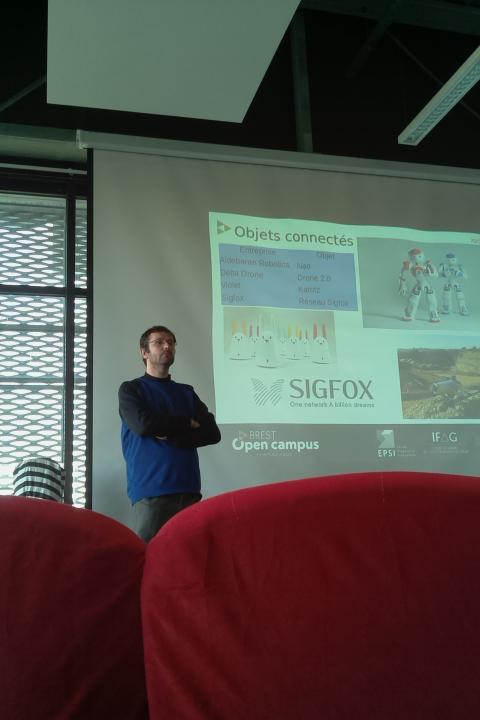 Objets connectés
Entreprise Objet
Aldebaran Robotics Nao
Delta Drone Drone 2.0
Violet Karotz
Sigfox Réseau Sigfox
SIGFOX
One network A billion dreams
BREST
Open campus
EPSI
IFAG